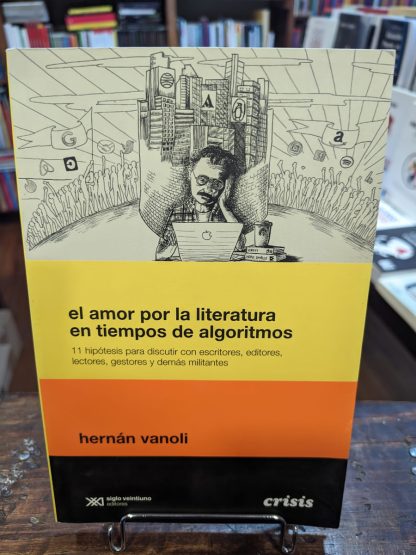 G
A
a
el amor por la literatura
en tiempos de algoritmos
11 hipótesis para discutir con escritores, editores,
lectores, gestores y demás militantes
hernán vanoli
siglo veintiuno
editores
crisis